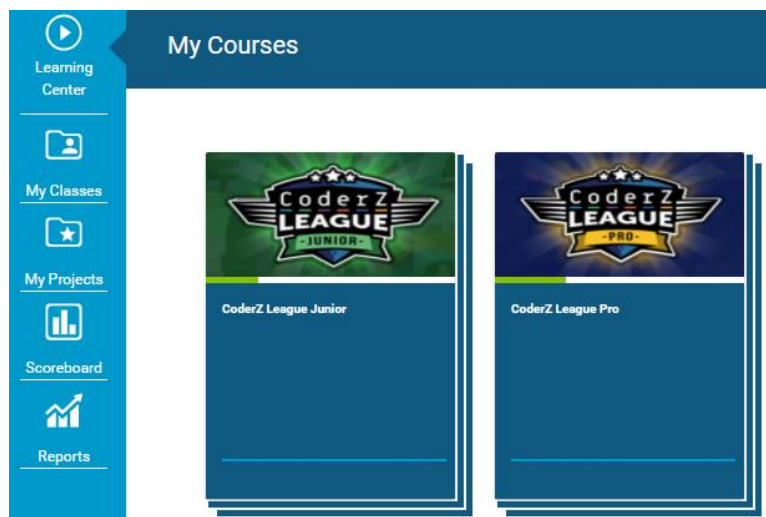 Learning
Center
My Classes
My Projects
Scoreboard
Reports
My Courses
CoderZ
LEAGUE
-JUNIOR-
CoderZ League Junior
CoderZ
LEAGUE
-PRO-
CoderZ League Pro